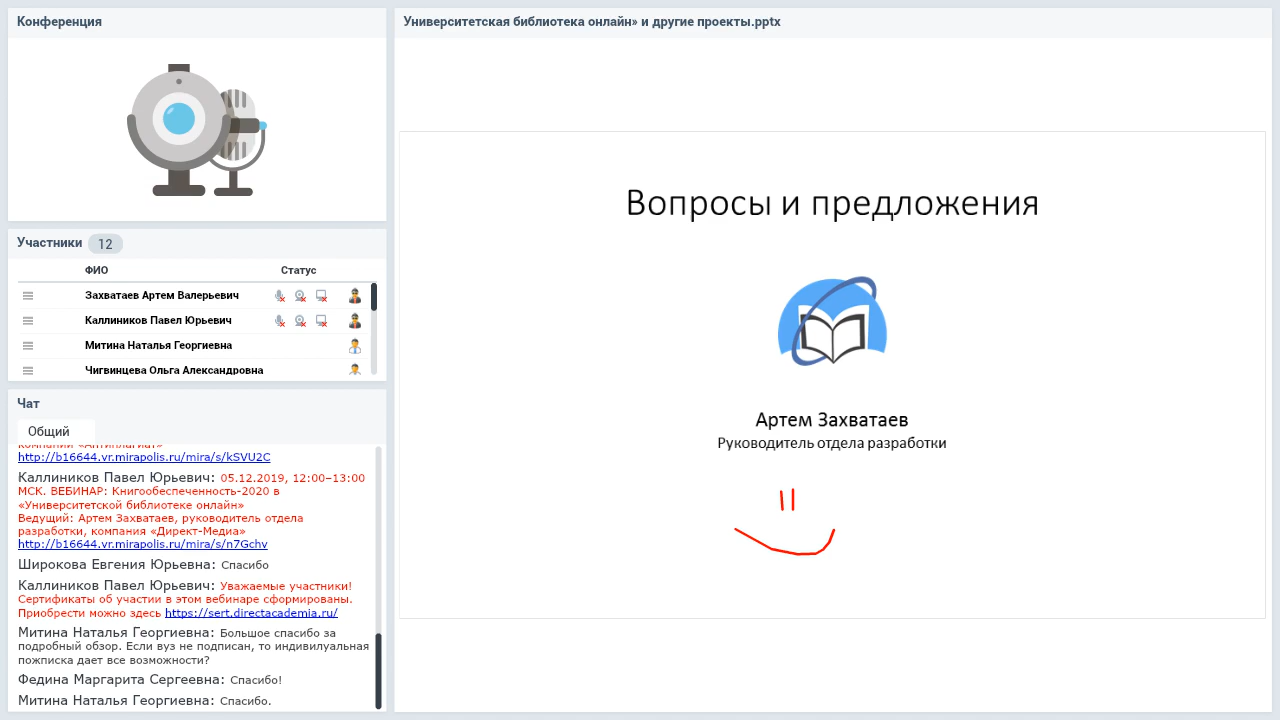 Конференция
Университетская библиотека онлайн» и другие проекты.pptx
Участники 12
ФИО Статус
Захватаев Артем Валерьевич
Каллиников Павел Юрьевич
Митина Наталья Георгиевна
Чигвинцева Ольга Александровна
Чат
Общий
компании «Антиплагиат»
http://b16644.vr.mirapolis.ru/mira/s/kSVU2C
Каллиников Павел Юрьевич: 05.12.2019, 12:00–13:00
МСК. ВЕБИНАР: Книгообеспеченность-2020 в
«Университетской библиотеке онлайн»
Ведущий: Артем Захватаев, руководитель отдела
разработки, компания «Директ-Медиа»
http://b16644.vr.mirapolis.ru/mira/s/n7Gchv
Широкова Евгения Юрьевна: Спасибо
Каллиников Павел Юрьевич: Уважаемые участники!
Сертификаты об участии в этом вебинаре сформированы.
Приобрести можно здесь https://sert.directacademia.ru/
Митина Наталья Георгиевна: Большое спасибо за
подробный обзор. Если вуз не подписан, то индивилуальная
пожписка дает все возможности?
Федина Маргарита Сергеевна: Спасибо!
Митина Наталья Георгиевна: Спасибо.
Вопросы и предложения
Артем Захватаев
Руководитель отдела разработки